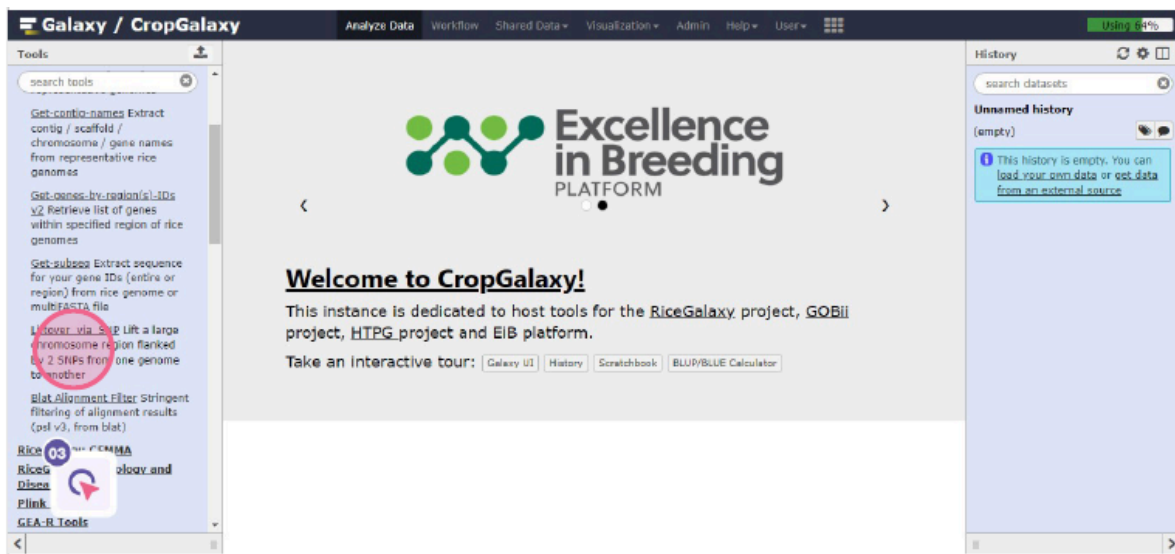 Galaxy / CropGalaxy
Analyze Data Workflow Shared Data Visualization Admin Help User
Using 64%
Tools
search tools
Get-contig-names Extract
contig / scaffold /
chromosome / gene names
from representative rice
genomes
Get-genes-by-region(s)-IDs
v2 Retrieve list of genes
within specified region of rice
genomes
Get-subseq Extract sequence
for your gene IDs (entire or
region) from rice genome or
multiFASTA file
Liftover_via_SNP Lift a large
chromosome region flanked
by 2 SNPs from one genome
to another
Blat Alignment Filter Stringent
filtering of alignment results
(psl v3, from blat)
GEMMA
and
Plink
GEA-R Tools
03
Excellence
in Breeding
PLATFORM
Welcome to CropGalaxy!
This instance is dedicated to host tools for the RiceGalaxy project, GOBii
project, HTPG project and EiB platform.
Take an interactive tour: Galaxy UI History Scratchbook BLUP/BLUE Calculator
History
search datasets
Unnamed history
(empty)
This history is empty. You can
load your own data or get data
from an external source